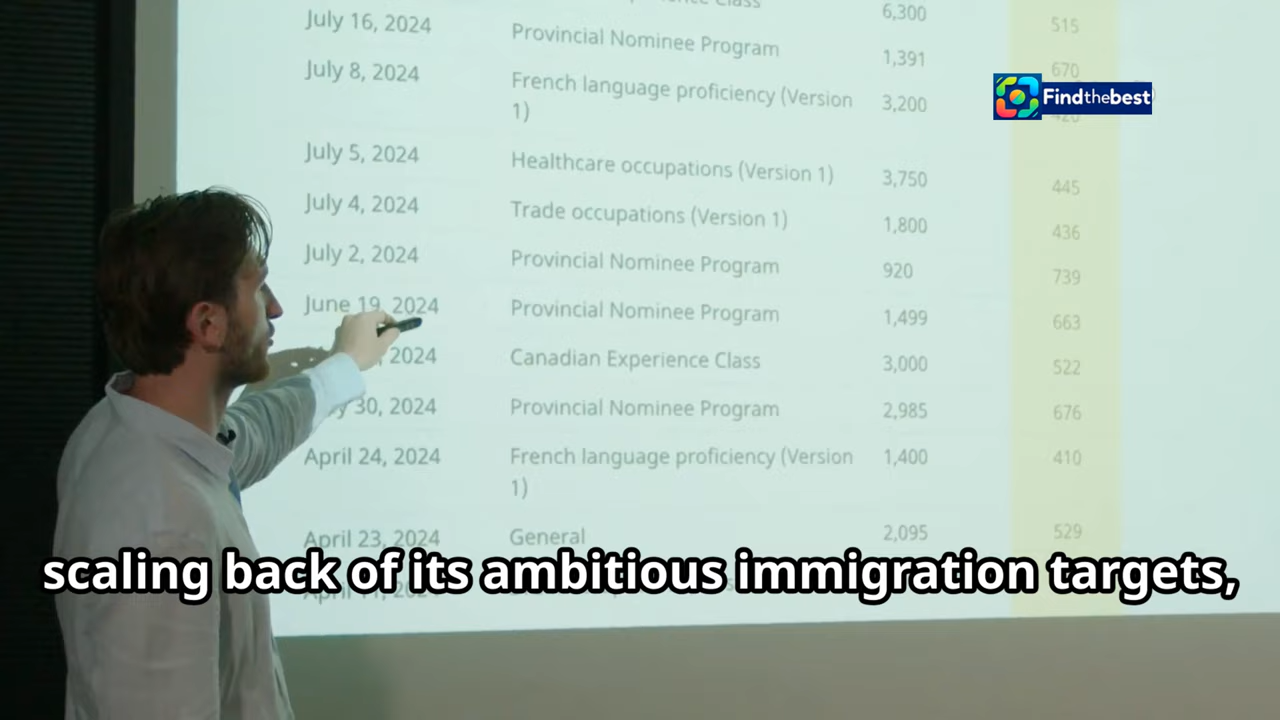 6,300 515
July 16, 2024 Provincial Nominee Program 1,391 670
July 8, 2024 French language proficiency (Version 3,200
1)
Findthebest
July 5, 2024 Healthcare occupations (Version 1) 3,750 445
July 4, 2024 Trade occupations (Version 1) 1,800 436
July 2, 2024 Provincial Nominee Program 920 739
June 19, 2024 Provincial Nominee Program 1,499 663
2024 Canadian Experience Class 3,000 522
30, 2024 Provincial Nominee Program 2,985 676
April 24, 2024 French language proficiency (Version 1,400 410
1)
April 23, 2024 General 2,095 529
scaling back of its ambitious immigration targets,